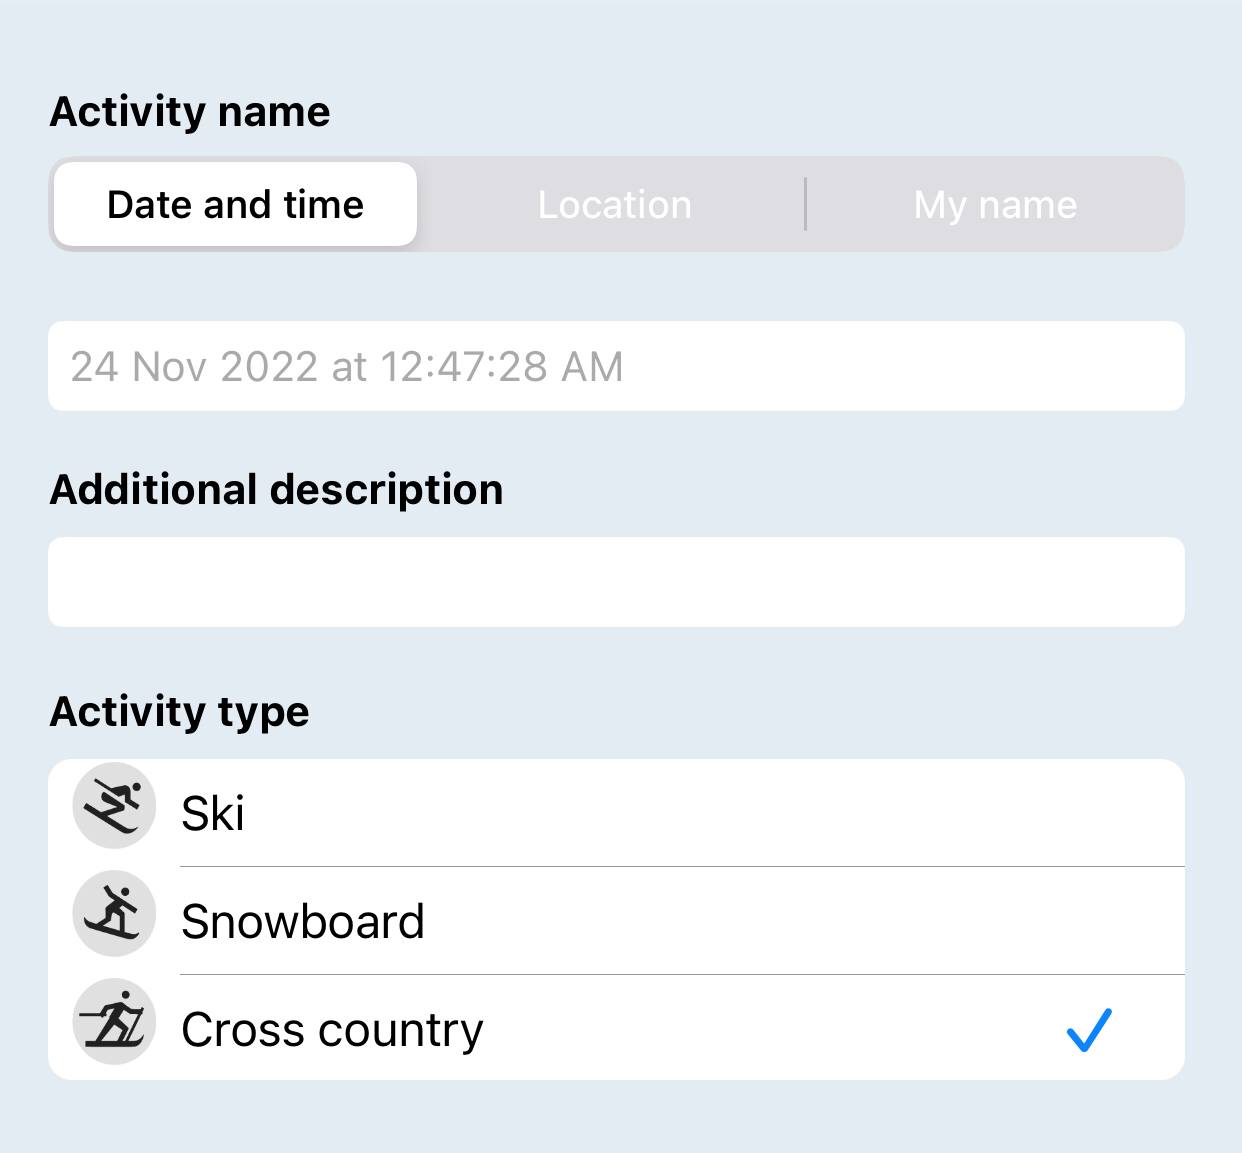 Activity name
Date and time Location My name
24 Nov 2022 at 12:47:28 AM
Additional description
Activity type
Ski
Snowboard
Cross country